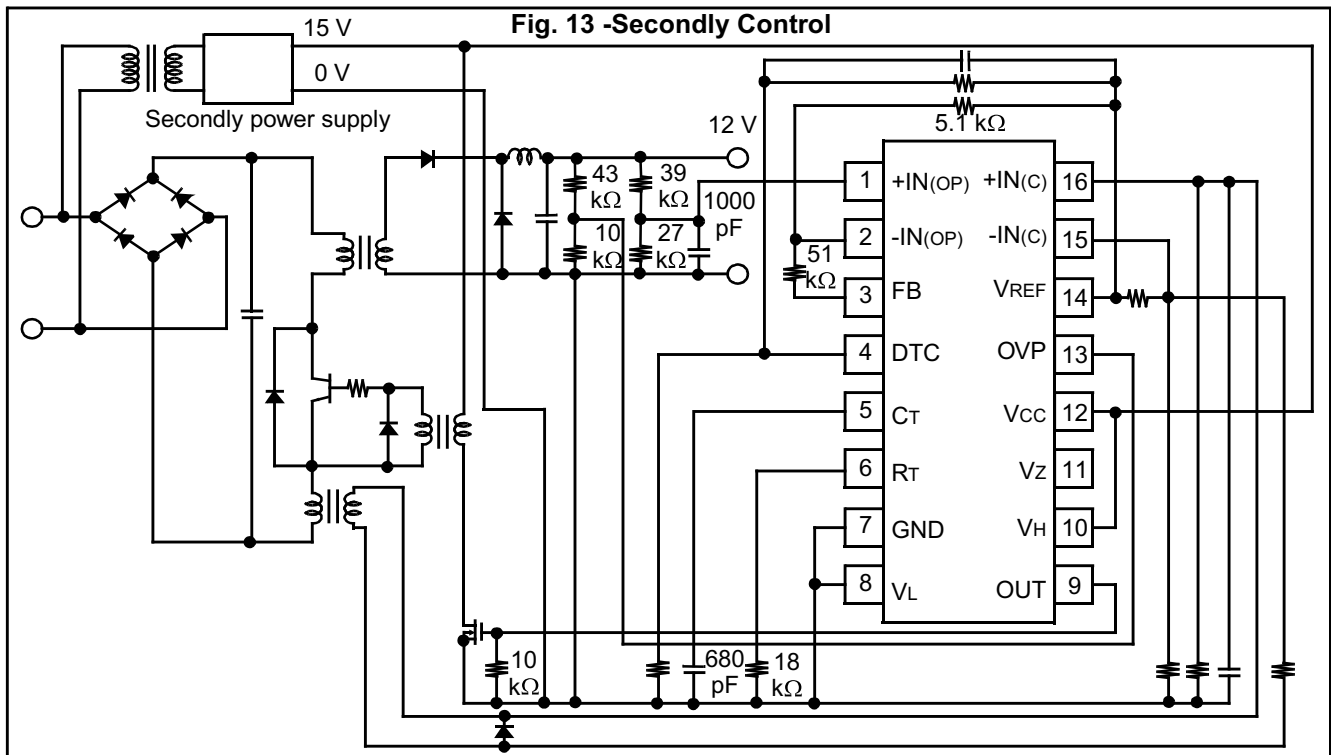 Fig. 13 -Secondly Control
15 V
0 V
Secondly power supply
12 V
5.1 kΩ
43
kΩ
39
kΩ
1000
pF
10
kΩ
27
kΩ
51
kΩ
1 +IN(OP)
+IN(C) 16
2 -IN(OP)
-IN(C) 15
3 FB
VREF 14
4 DTC
OVP 13
5 CT
VCC 12
6 RT
VZ 11
7 GND
VH 10
8 VL
OUT 9
10
kΩ
680
pF
18
kΩ